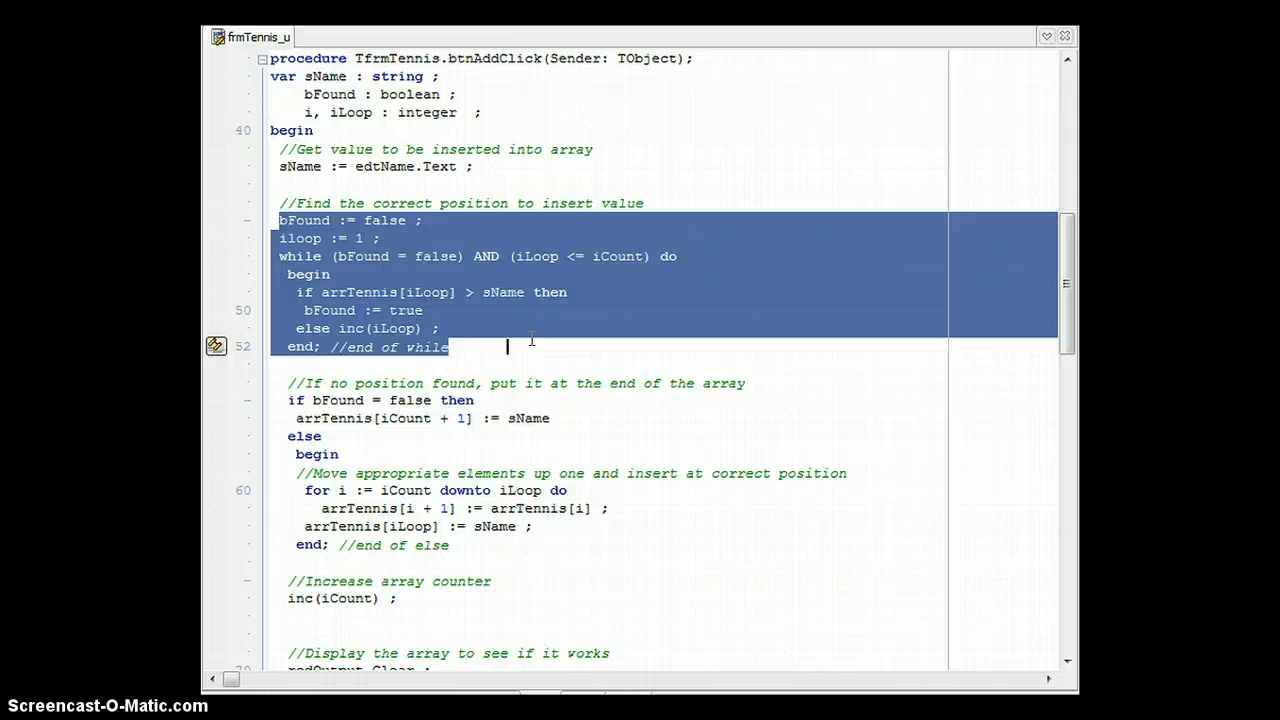 frmTennis_u
procedure TfrmTennis.btnAddClick(Sender: TObject);
var sName : string ;
bFound : boolean ;
i, iLoop : integer ;
40 begin
//Get value to be inserted into array
sName := edtName.Text ;
//Find the correct position to insert value
bFound := false ;
iloop := 1 ;
while (bFound = false) AND (iLoop <= iCount) do
begin
if arrTennis[iLoop] > sName then
50 bFound := true
else inc(iLoop) ;
52 end; //end of while
//If no position found, put it at the end of the array
if bFound = false then
arrTennis[iCount + 1] := sName
else
begin
//Move appropriate elements up one and insert at correct position
60 for i := iCount downto iLoop do
arrTennis[i + 1] := arrTennis[i] ;
arrTennis[iLoop] := sName ;
end; //end of else
//Increase array counter
inc(iCount) ;
//Display the array to see if it works
70 redOutput.Clear ;
Screencast-O-Matic.com